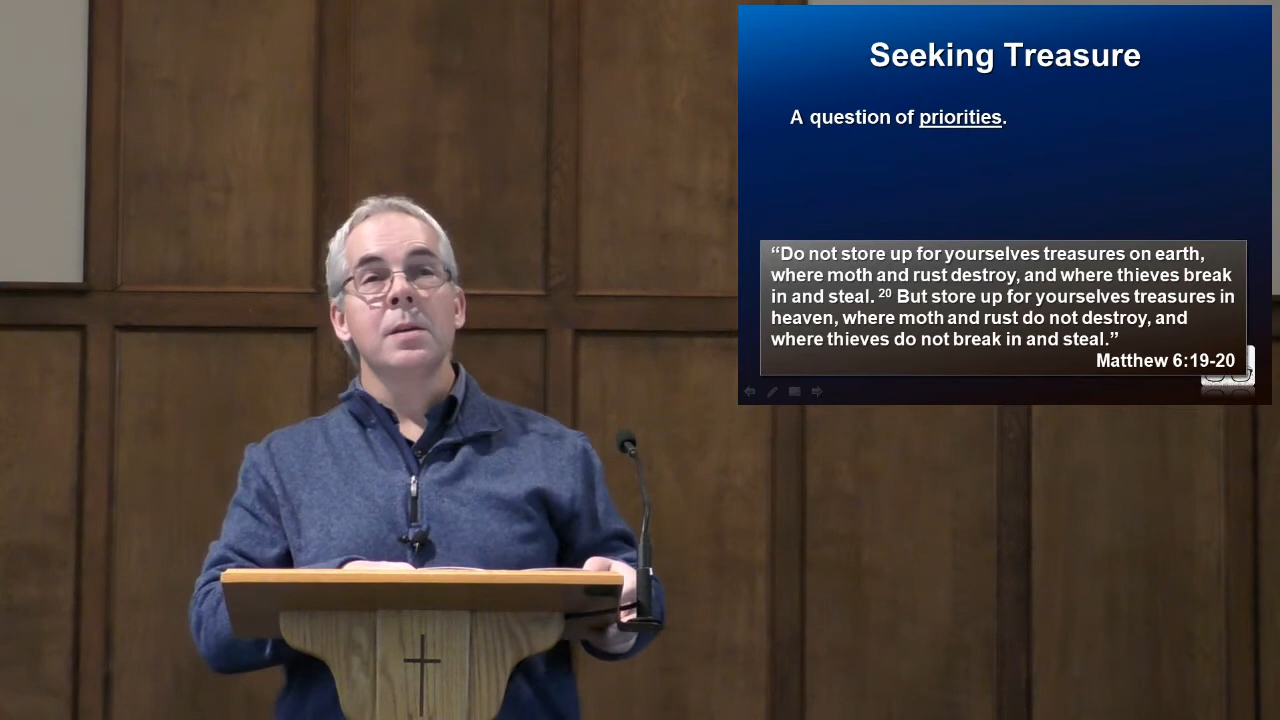 Seeking Treasure
A question of priorities.
“Do not store up for yourselves treasures on earth,
where moth and rust destroy, and where thieves break
in and steal. 20 But store up for yourselves treasures in
heaven, where moth and rust do not destroy, and
where thieves do not break in and steal.”
Matthew 6:19-20